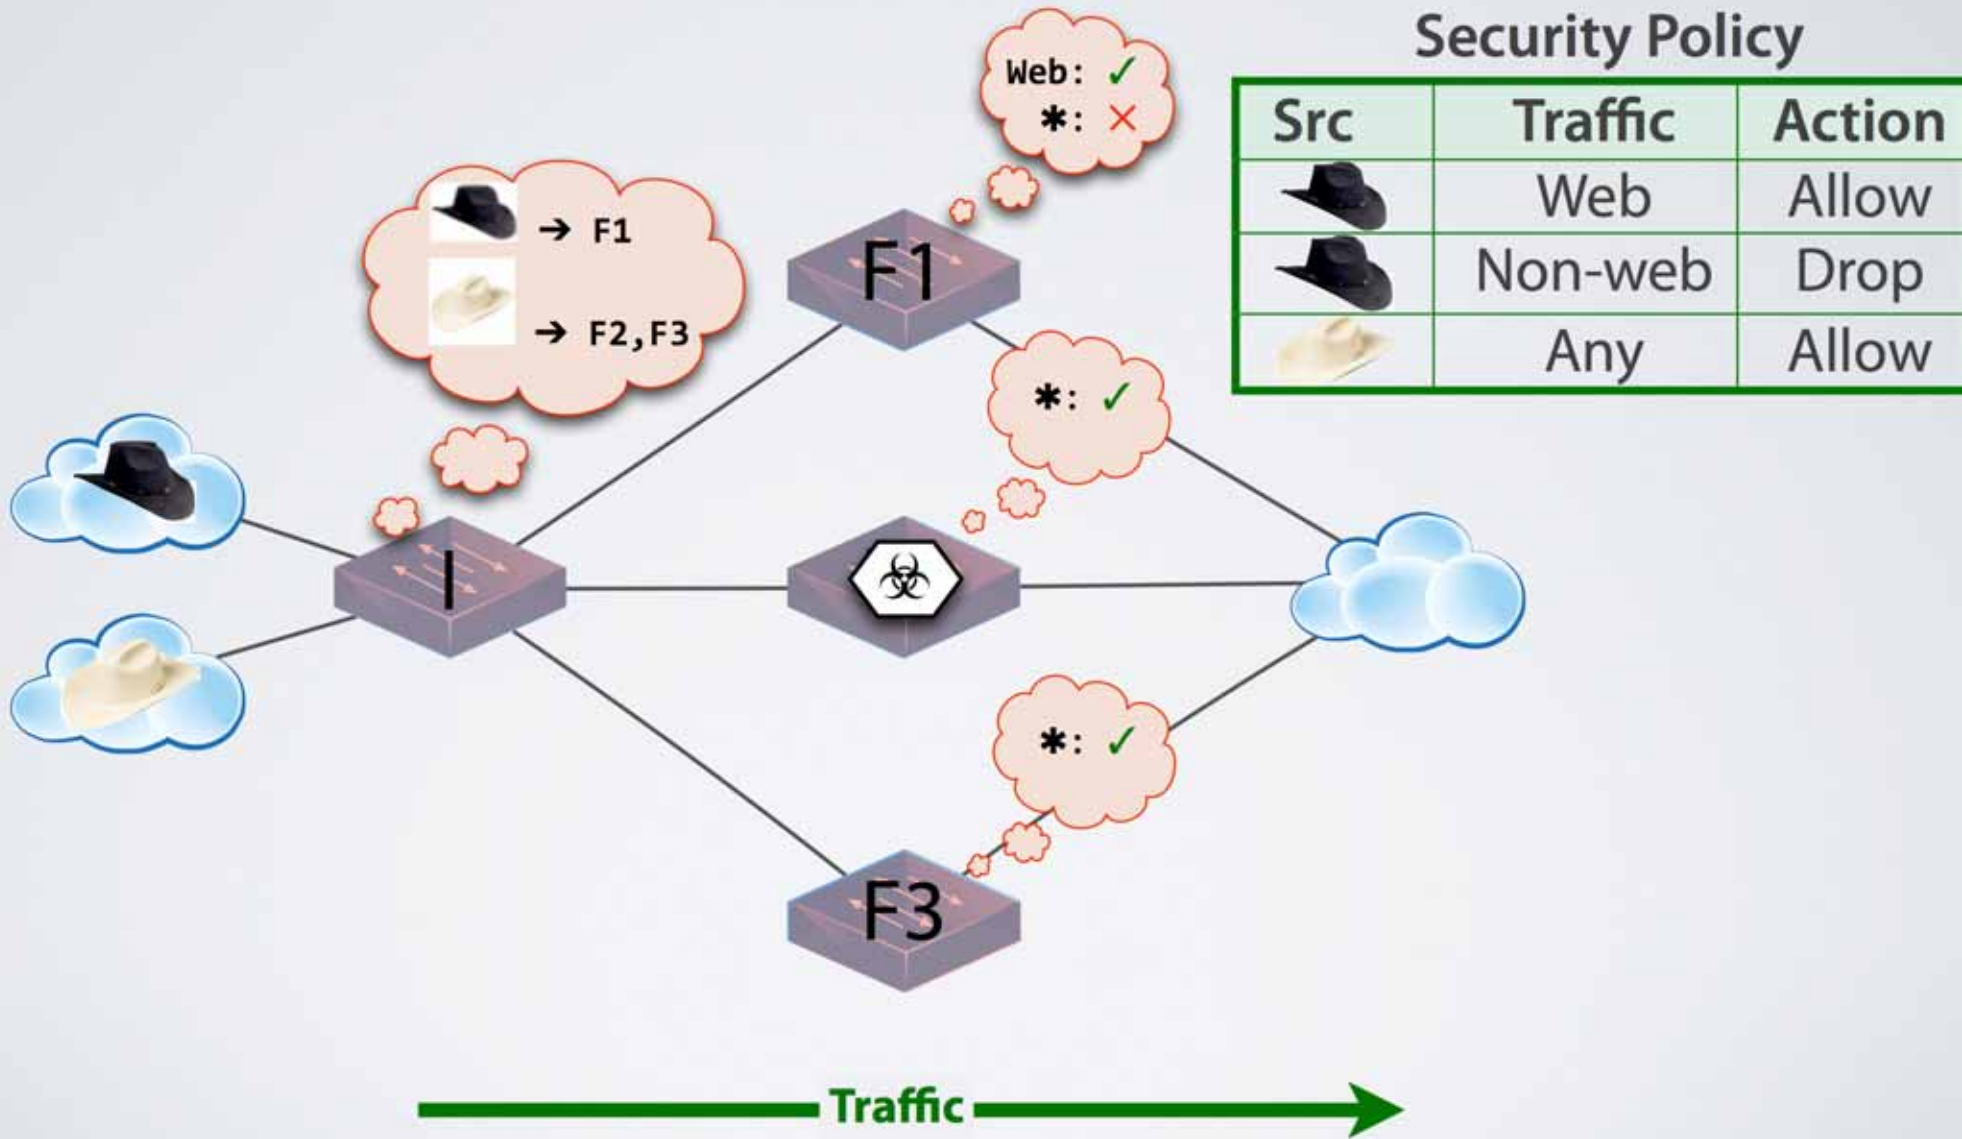 Security Policy
Src Traffic Action
Web Allow
Non-web Drop
Any Allow
Web: ✓
✱: ✕
→ F1
→ F2,F3
F1
✱: ✓
I
✱: ✓
F3
Traffic